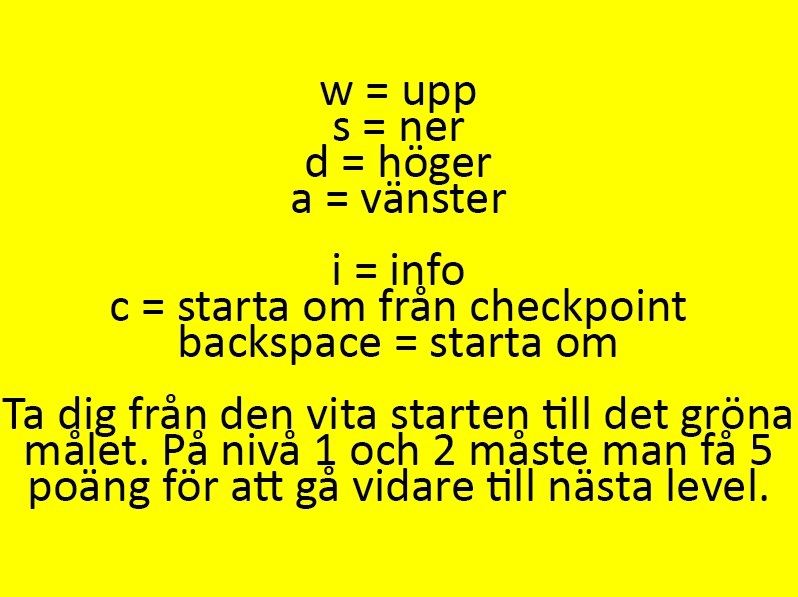 w = upp
s = ner
d = höger
a = vänster
i = info
c = starta om från checkpoint
backspace = starta om
Ta dig från den vita starten till det gröna
målet. På nivå 1 och 2 måste man få 5
poäng för att gå vidare till nästa level.